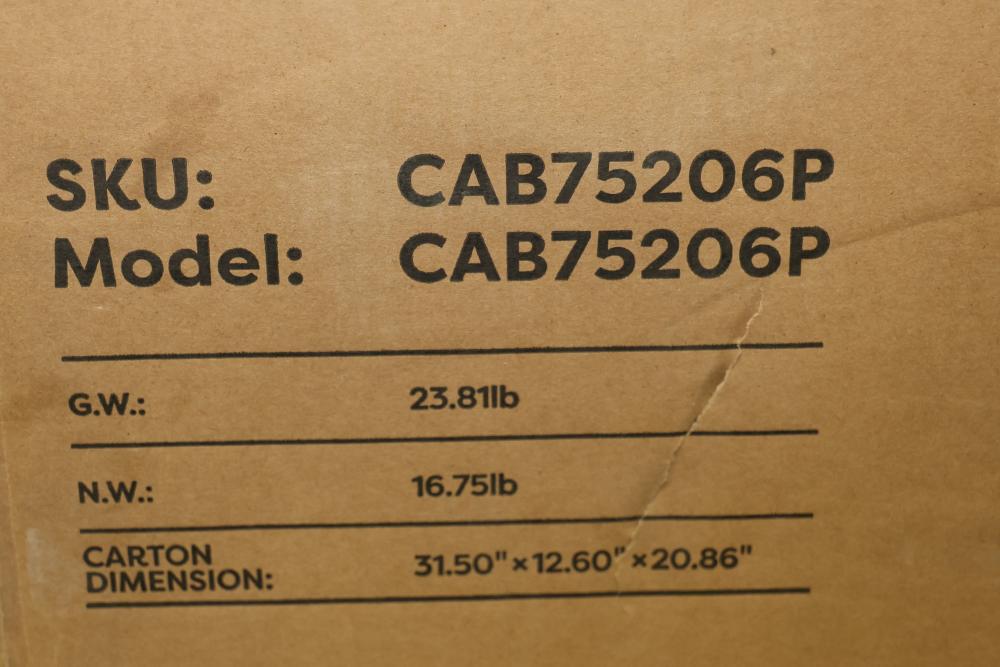 SKU: CAB75206P
Model: CAB75206P
G.W.: 23.81lb
N.W.: 16.75lb
CARTON
DIMENSION: 31.50"×12.60"×20.86"